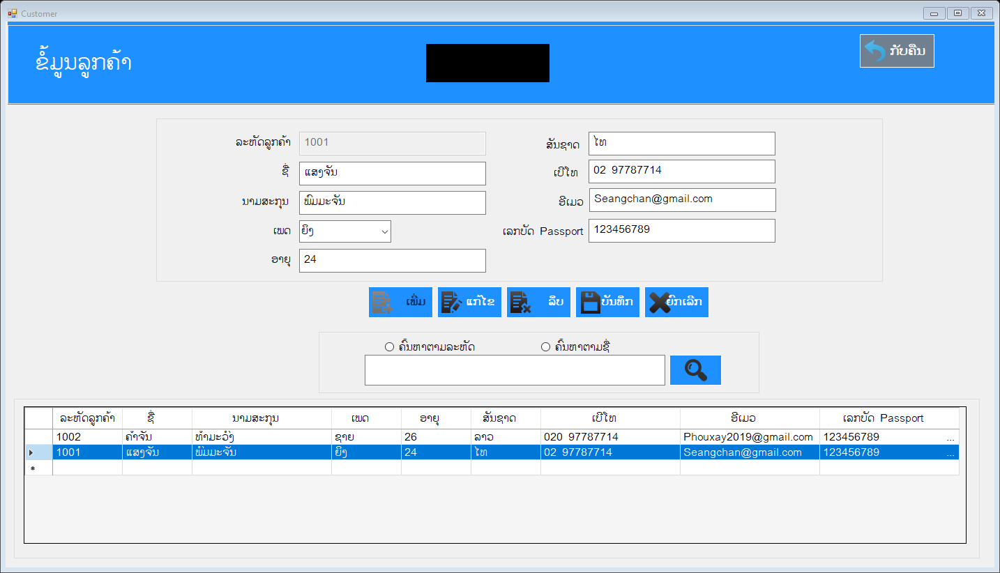 Customer
ຂໍ້ມູນລູກຄ້າ
ກັບຄືນ
ລະຫັດລູກຄ້າ 1001
ສັນຊາດ ໄທ
ຊື່ ແສງຈັນ
ເບີໂທ 02 97787714
ນາມສະກຸນ ພົມມະຈັນ
ອີເມວ Seangchan@gmail.com
ເພດ ຍິງ
ເລກບັດ Passport 123456789
ອາຍຸ 24
ເພີ່ມ ແກ້ໄຂ ລຶບ ບັນທຶກ ຍົກເລີກ
ຄົ້ນຫາຕາມລະຫັດ ຄົ້ນຫາຕາມຊື່
ລະຫັດລູກຄ້າ ຊື່ ນາມສະກຸນ ເພດ ອາຍຸ ສັນຊາດ ເບີໂທ ອີເມວ ເລກບັດ Passport
1002 ຄຳຈັນ ທຳມະວົງ ຊາຍ 26 ລາວ 020 97787714 Phouxay2019@gmail.com 123456789 ...
1001 ແສງຈັນ ພົມມະຈັນ ຍິງ 24 ໄທ 02 97787714 Seangchan@gmail.com 123456789 ...